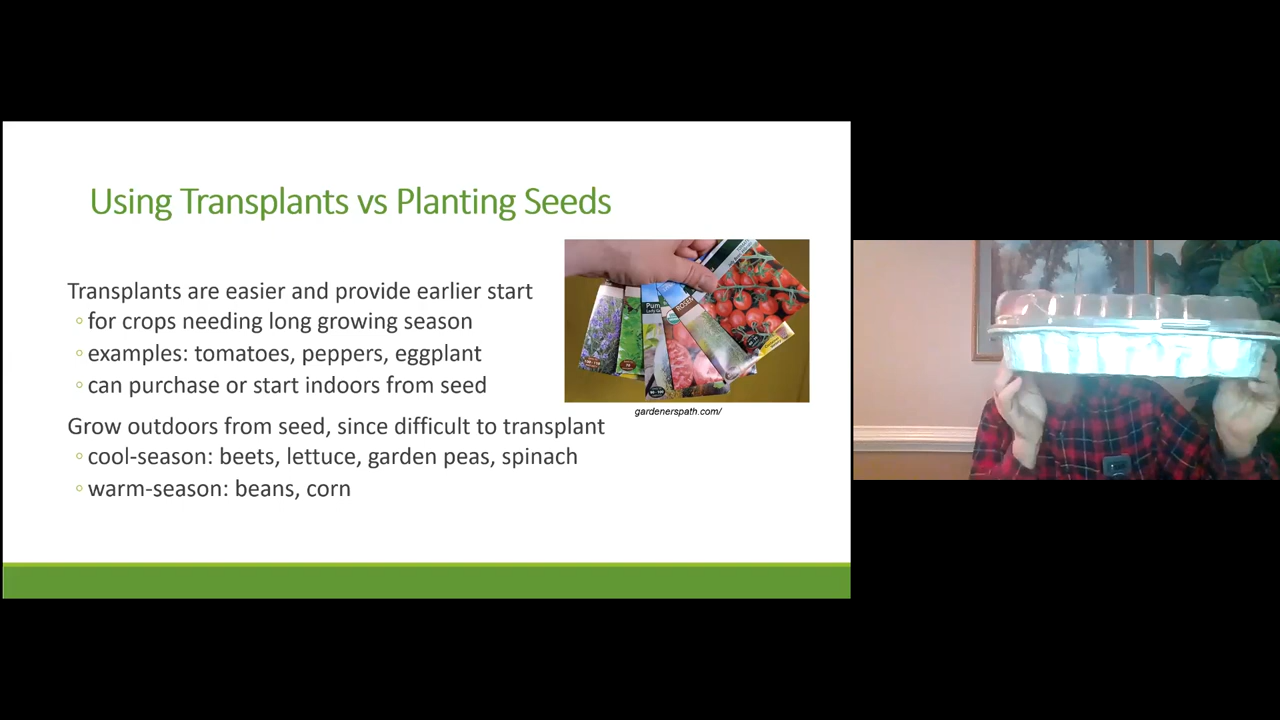 Using Transplants vs Planting Seeds
Transplants are easier and provide earlier start
◦ for crops needing long growing season
◦ examples: tomatoes, peppers, eggplant
◦ can purchase or start indoors from seed
gardenerspath.com/
Grow outdoors from seed, since difficult to transplant
◦ cool-season: beets, lettuce, garden peas, spinach
◦ warm-season: beans, corn